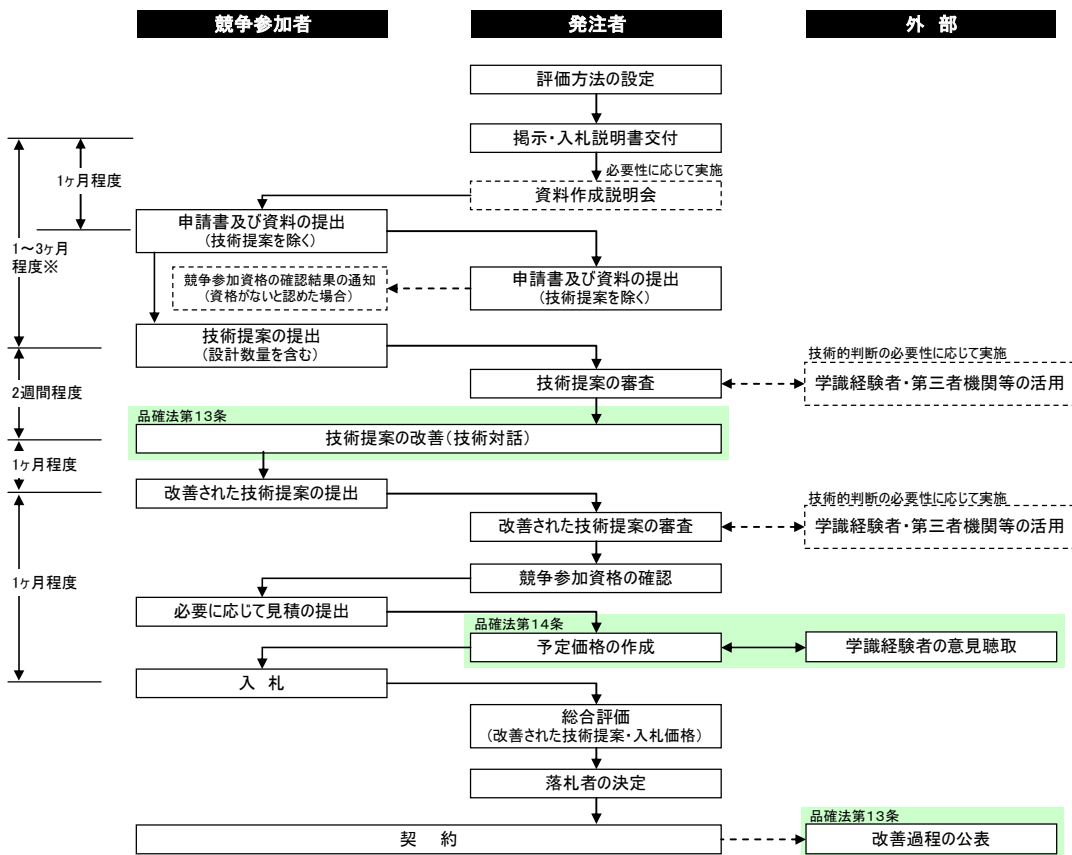 競争参加者
発注者
外 部
評価方法の設定
掲示・入札説明書交付
必要性に応じて実施
1ヶ月程度
資料作成説明会
申請書及び資料の提出
(技術提案を除く)
1～3ヶ月
程度※
競争参加資格の確認結果の通知
(資格がないと認めた場合)
申請書及び資料の提出
(技術提案を除く)
技術提案の提出
(設計数量を含む)
技術的判断の必要性に応じて実施
技術提案の審査
学識経験者・第三者機関等の活用
2週間程度
品確法第13条
技術提案の改善(技術対話)
1ヶ月程度
改善された技術提案の提出
技術的判断の必要性に応じて実施
改善された技術提案の審査
学識経験者・第三者機関等の活用
1ヶ月程度
競争参加資格の確認
必要に応じて見積の提出
品確法第14条
予定価格の作成
学識経験者の意見聴取
入 札
総合評価
(改善された技術提案・入札価格)
落札者の決定
品確法第13条
契 約
改善過程の公表